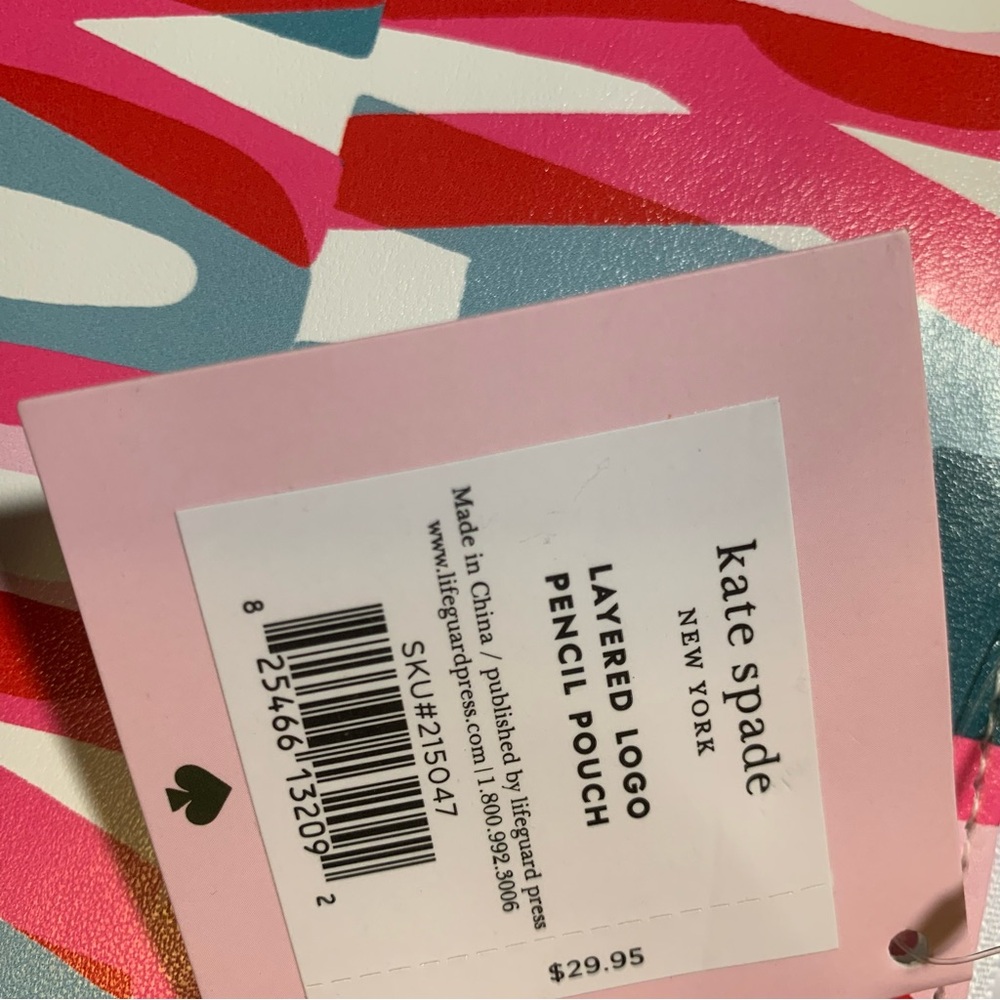 kate spade
NEW YORK
LAYERED LOGO
PENCIL POUCH
Made in China / published by lifeguard press
www.lifeguardpress.com | 1.800.992.3006
SKU#215047
8 25466 13209 2
$29.95